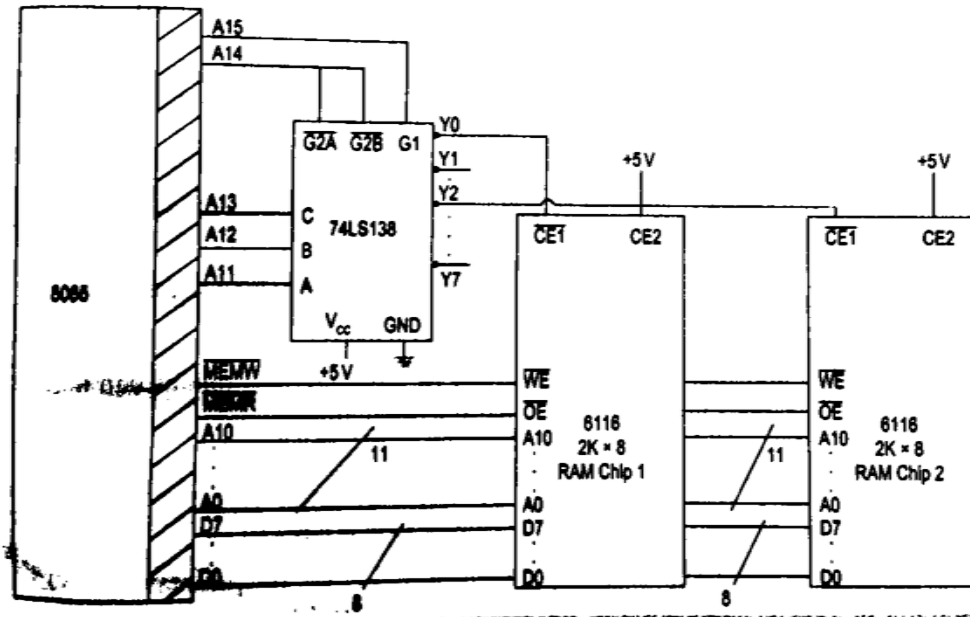 A15
A14
G2A G2B G1
Y0
Y1
Y2
Y7
+5V
+5V
A13
A12
A11
C
B
A
74LS138
V_CC GND
+5V
CE1 CE2
CE1 CE2
8085
MEMW
MEMR
A10
A0
D7
D0
11
8
WE
OE
A10
A0
D7
D0
6116
2K × 8
RAM Chip 1
11
8
WE
OE
A10
A0
D7
D0
6116
2K × 8
RAM Chip 2